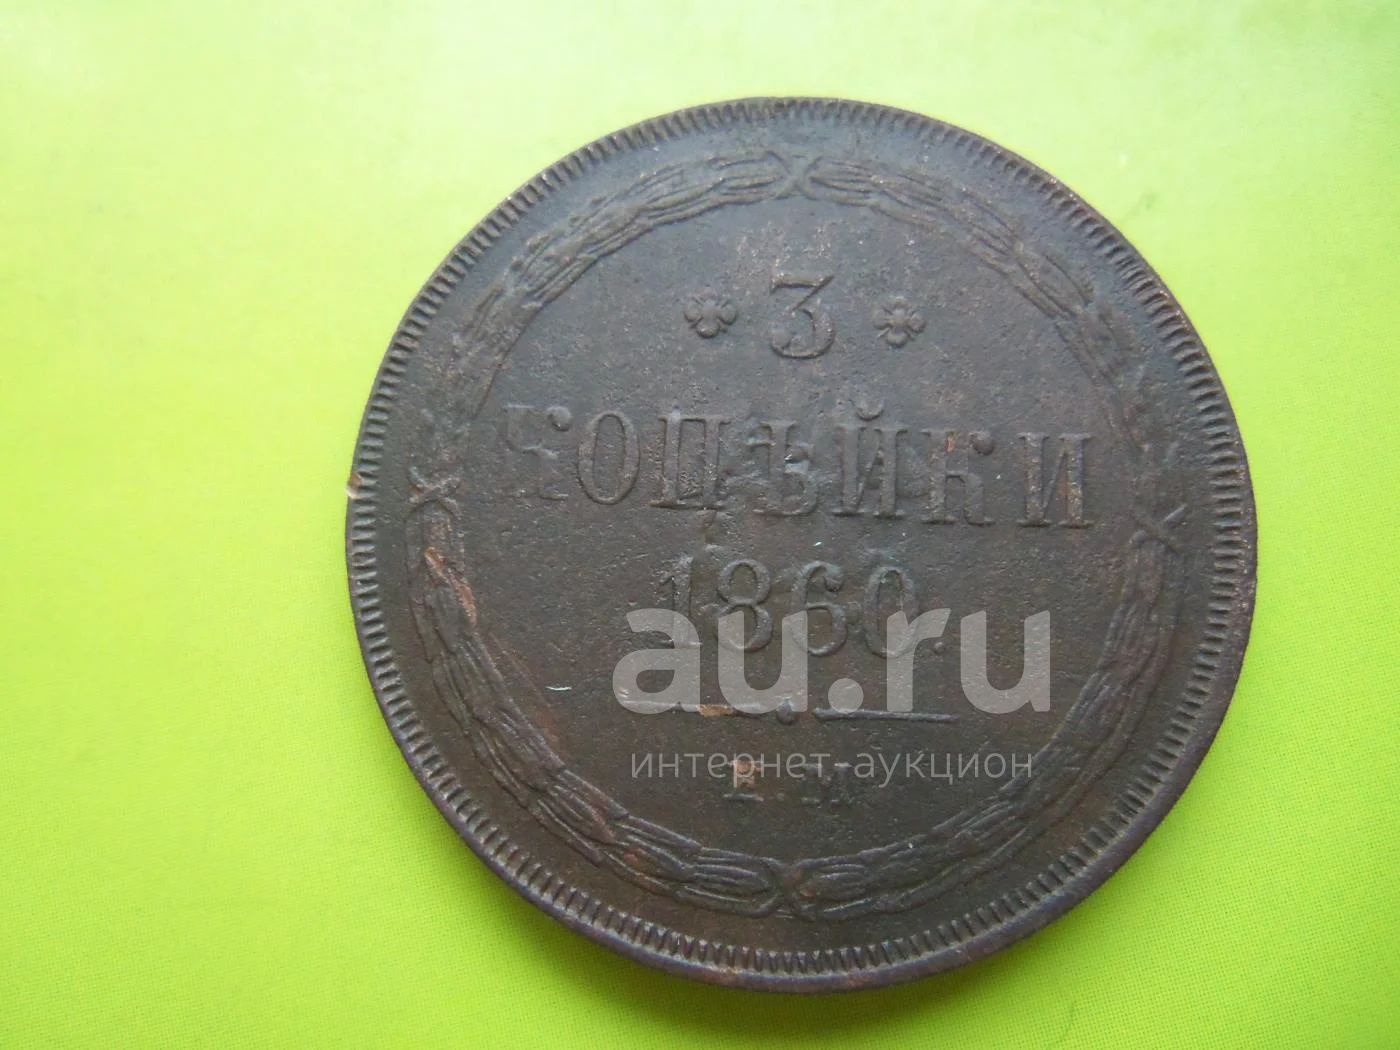 3
КОПѢЙКИ
1860.
au.ru
интернет-аукцион
Е.М.